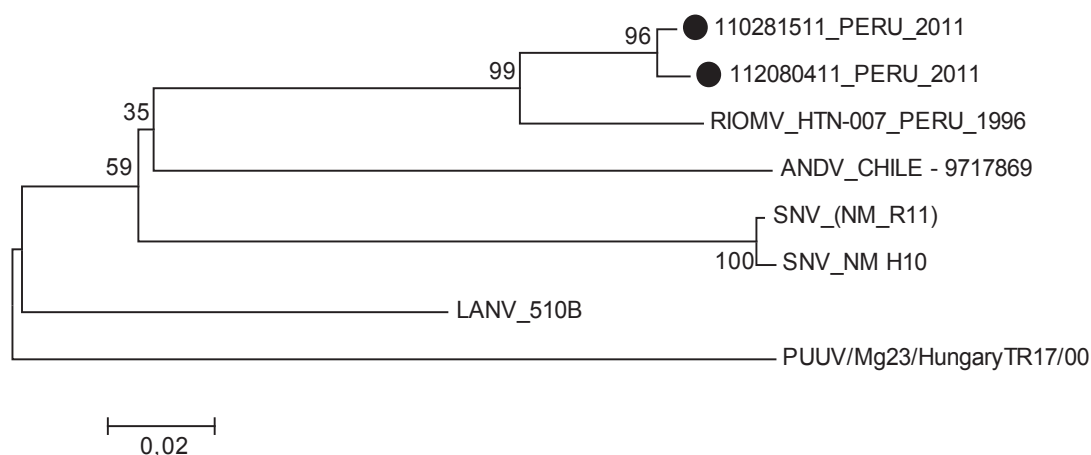 96
110281511_PERU_2011
99
112080411_PERU_2011
35
RIOMV_HTN-007_PERU_1996
59
ANDV_CHILE - 9717869
SNV_(NM_R11)
100
SNV_NM H10
LANV_510B
PUUV/Mg23/HungaryTR17/00
0.02